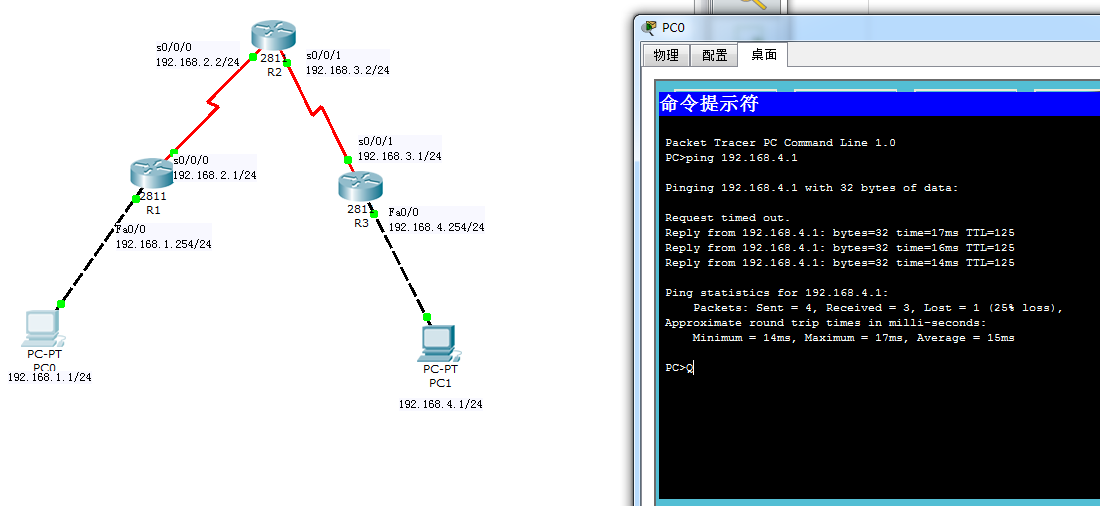 s0/0/0
192.168.2.2/24
2811
R2
s0/0/1
192.168.3.2/24
s0/0/0
192.168.2.1/24
2811
R1
s0/0/1
192.168.3.1/24
2811
R3
Fa0/0
192.168.1.254/24
Fa0/0
192.168.4.254/24
PC-PT
PC0
192.168.1.1/24
PC-PT
PC1
192.168.4.1/24
PC0
物理 配置 桌面
命令提示符
Packet Tracer PC Command Line 1.0
PC>ping 192.168.4.1
Pinging 192.168.4.1 with 32 bytes of data:
Request timed out.
Reply from 192.168.4.1: bytes=32 time=17ms TTL=125
Reply from 192.168.4.1: bytes=32 time=16ms TTL=125
Reply from 192.168.4.1: bytes=32 time=14ms TTL=125
Ping statistics for 192.168.4.1:
Packets: Sent = 4, Received = 3, Lost = 1 (25% loss),
Approximate round trip times in milli-seconds:
Minimum = 14ms, Maximum = 17ms, Average = 15ms
PC>Q